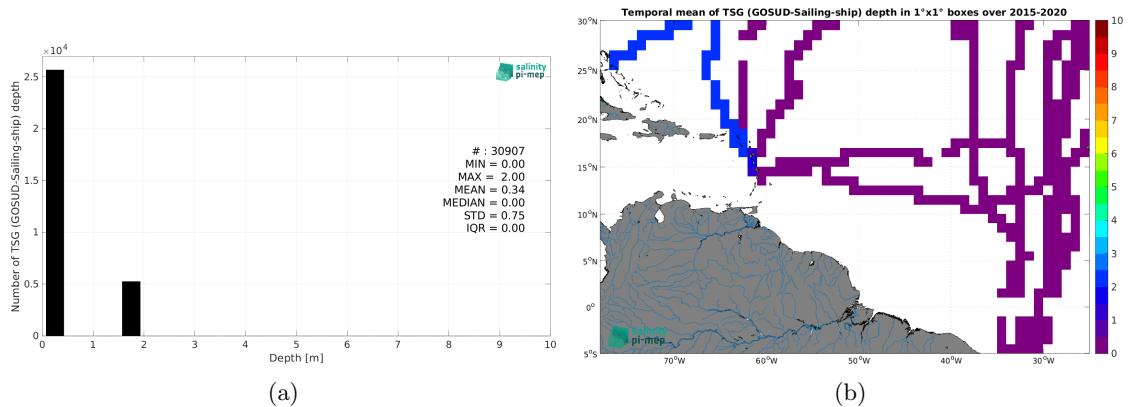 ×10⁴
2.5
2
1.5
1
0.5
0
Number of TSG (GOSUD-Sailing-ship) depth
salinity
pi-mep
# : 30907
MIN = 0.00
MAX = 2.00
MEAN = 0.34
MEDIAN = 0.00
STD = 0.75
IQR = 0.00
0 1 2 3 4 5 6 7 8 9 10
Depth [m]
(a)
Temporal mean of TSG (GOSUD-Sailing-ship) depth in 1°x1° boxes over 2015-2020
30°N
25°N
20°N
15°N
10°N
5°N
0°
5°S
salinity
pi-mep
70°W 60°W 50°W 40°W 30°W
10
9
8
7
6
5
4
3
2
1
0
(b)